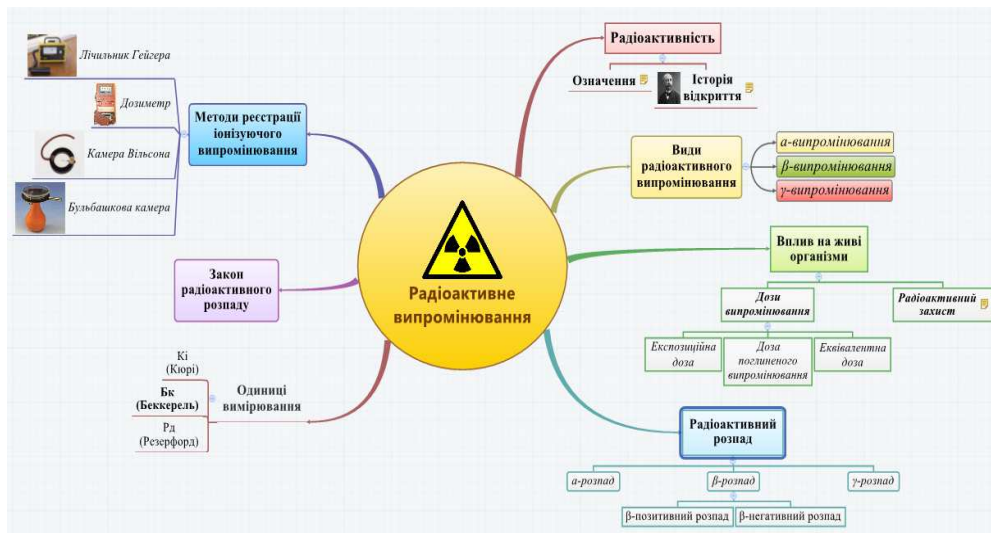 Радіоактивне
випромінювання
Радіоактивність
Означення
Історія
відкриття
Види
радіоактивного
випромінювання
α-випромінювання
β-випромінювання
γ-випромінювання
Вплив на живі
організми
Дози
випромінювання
Радіоактивний
захист
Експозиційна
доза
Доза
поглиненого
випромінювання
Еквівалентна
доза
Радіоактивний
розпад
α-розпад
β-розпад
γ-розпад
β-позитивний розпад
β-негативний розпад
Методи реєстрації
іонізуючого
випромінювання
Лічильник Гейгера
Дозиметр
Камера Вільсона
Бульбашкова камера
Закон
радіоактивного
розпаду
Одиниці
вимірювання
Кі
(Кюрі)
Бк
(Беккерель)
Рд
(Резерфорд)